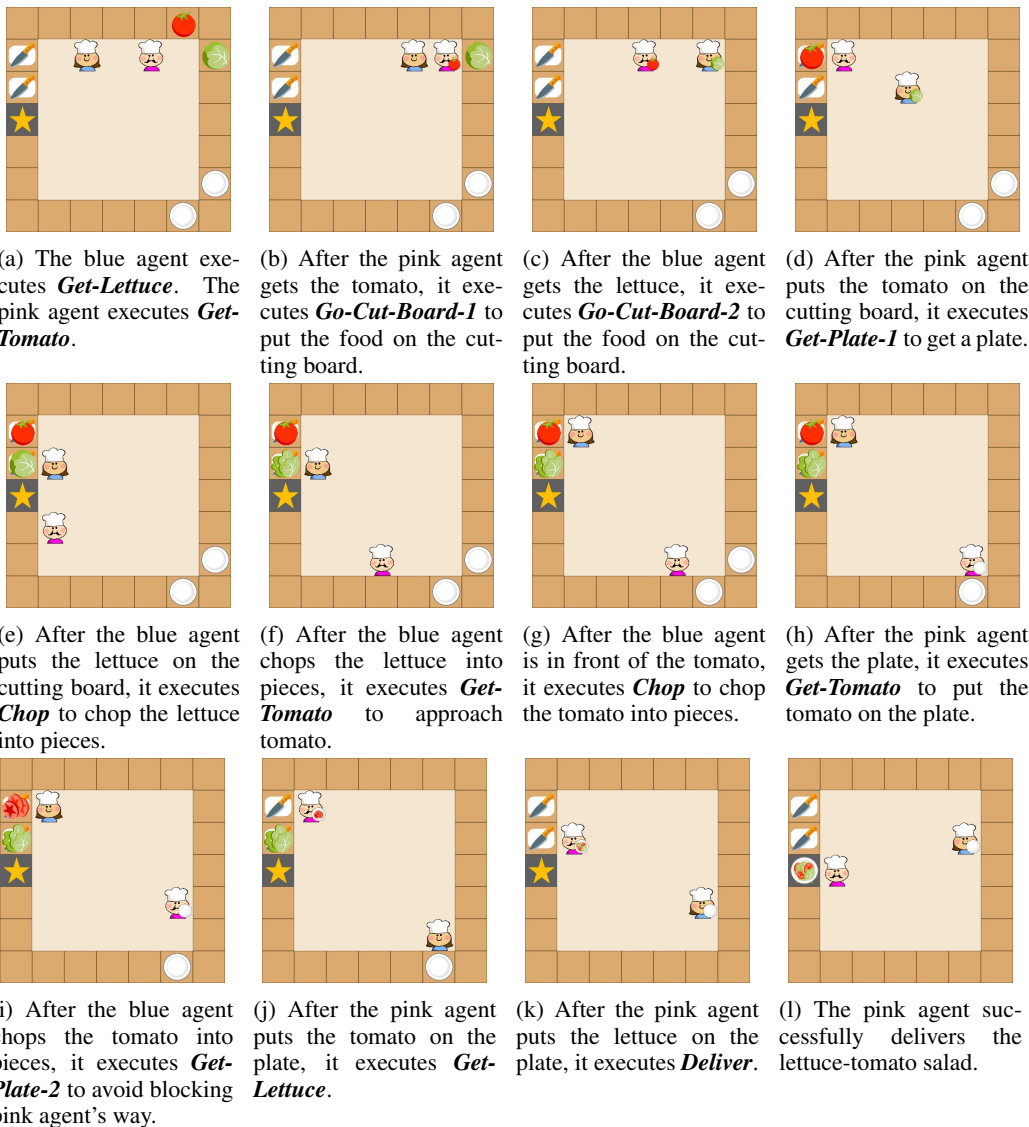 (a) The blue agent exe-
cutes Get-Lettuce. The
pink agent executes Get-
Tomato.
(b) After the pink agent
gets the tomato, it exe-
cutes Go-Cut-Board-1 to
put the food on the cut-
ting board.
(c) After the blue agent
gets the lettuce, it exe-
cutes Go-Cut-Board-2 to
put the food on the cut-
ting board.
(d) After the pink agent
puts the tomato on the
cutting board, it executes
Get-Plate-1 to get a plate.
(e) After the blue agent
puts the lettuce on the
cutting board, it executes
Chop to chop the lettuce
into pieces.
(f) After the blue agent
chops the lettuce into
pieces, it executes Get-
Tomato to approach
tomato.
(g) After the blue agent
is in front of the tomato,
it executes Chop to chop
the tomato into pieces.
(h) After the pink agent
gets the plate, it executes
Get-Tomato to put the
tomato on the plate.
(i) After the blue agent
chops the tomato into
pieces, it executes Get-
Plate-2 to avoid blocking
pink agent's way.
(j) After the pink agent
puts the tomato on the
plate, it executes Get-
Lettuce.
(k) After the pink agent
puts the lettuce on the
plate, it executes Deliver.
(l) The pink agent suc-
cessfully delivers the
lettuce-tomato salad.